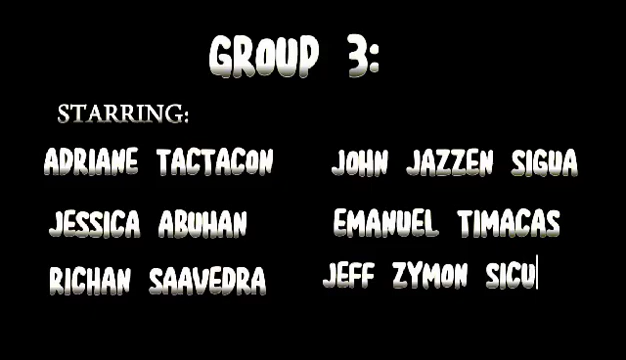 GROUP 3:
STARRING:
ADRIANE TACTACON
JOHN JAZZEN SIGUA
JESSICA ABUHAN
EMANUEL TIMACAS
RICHAN SAAVEDRA
JEFF ZYMON SICU